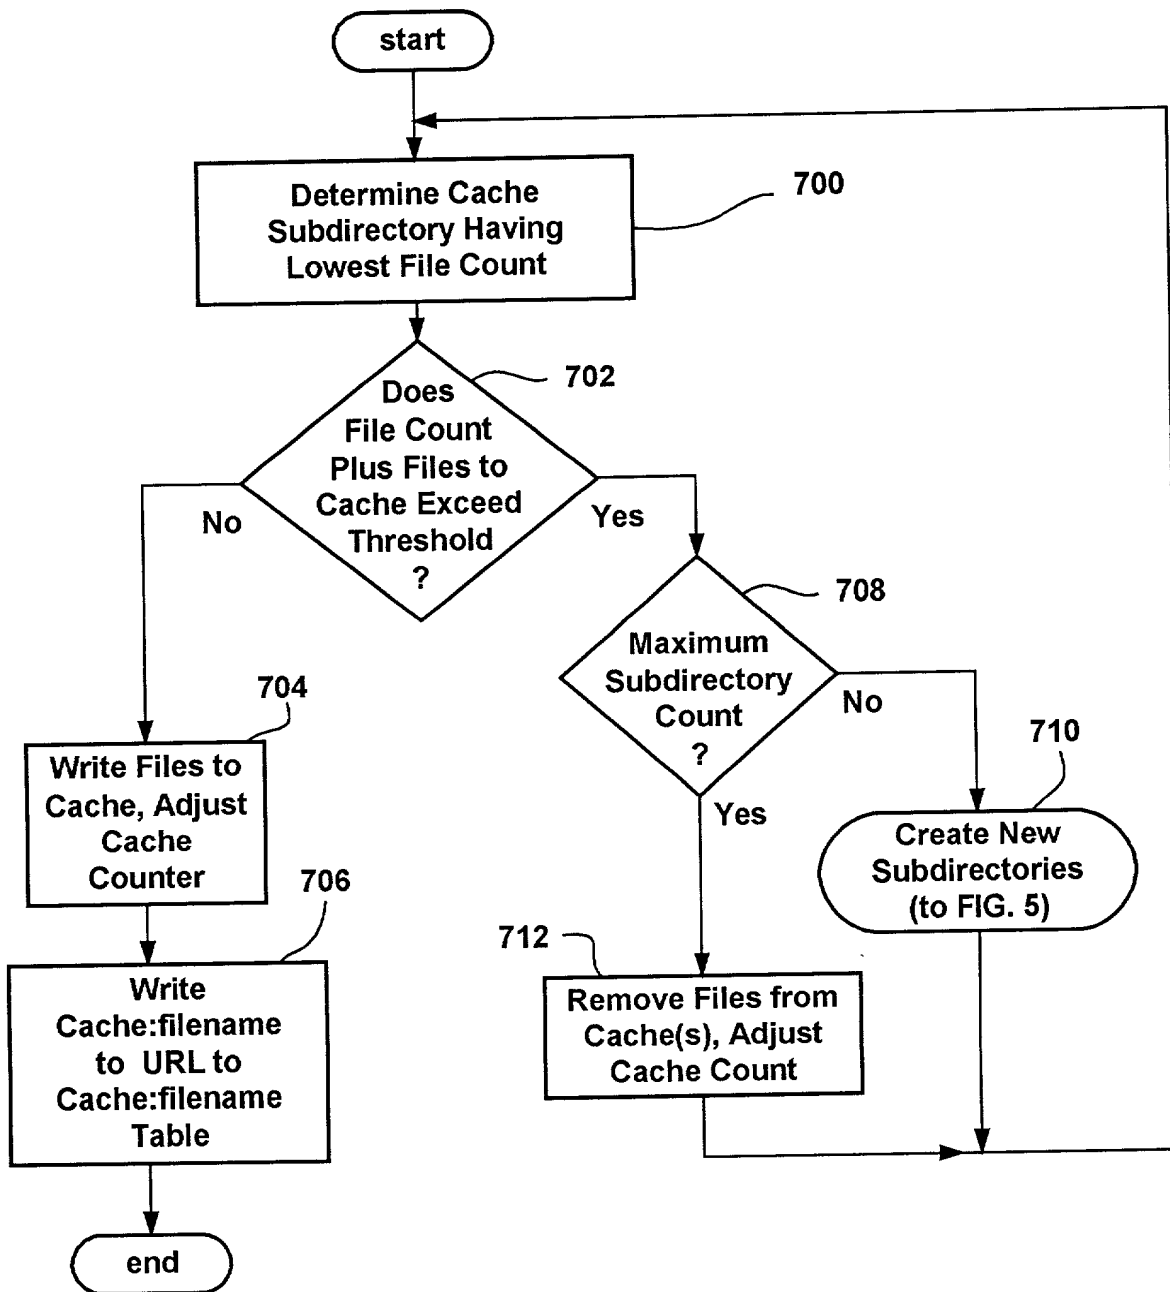 start
Determine Cache
Subdirectory Having
Lowest File Count
700
Does
File Count
Plus Files to
Cache Exceed
Threshold
?
702
No
Yes
Maximum
Subdirectory
Count
?
708
No
Yes
704
Write Files to
Cache, Adjust
Cache
Counter
706
Write
Cache:filename
to URL to
Cache:filename
Table
end
710
Create New
Subdirectories
(to FIG. 5)
712
Remove Files from
Cache(s), Adjust
Cache Count